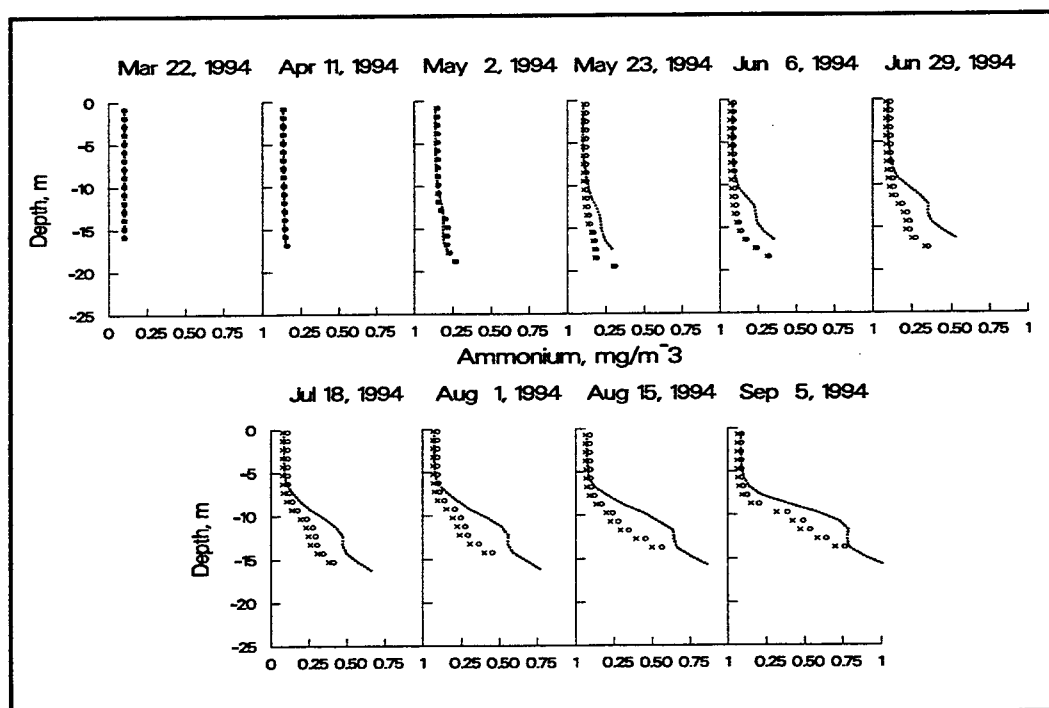 Mar 22, 1994 Apr 11, 1994 May 2, 1994 May 23, 1994 Jun 6, 1994 Jun 29, 1994
0
-5
-10
-15
-20
-25
Depth, m
0 0.25 0.50 0.75 1 0.25 0.50 0.75 1 0.25 0.50 0.75 1 0.25 0.50 0.75 1 0.25 0.50 0.75 1 0.25 0.50 0.75 1
Ammonium, mg/m^3
Jul 18, 1994 Aug 1, 1994 Aug 15, 1994 Sep 5, 1994
0
-5
-10
-15
-20
-25
Depth, m
0 0.25 0.50 0.75 1 0.25 0.50 0.75 1 0.25 0.50 0.75 1 0.25 0.50 0.75 1